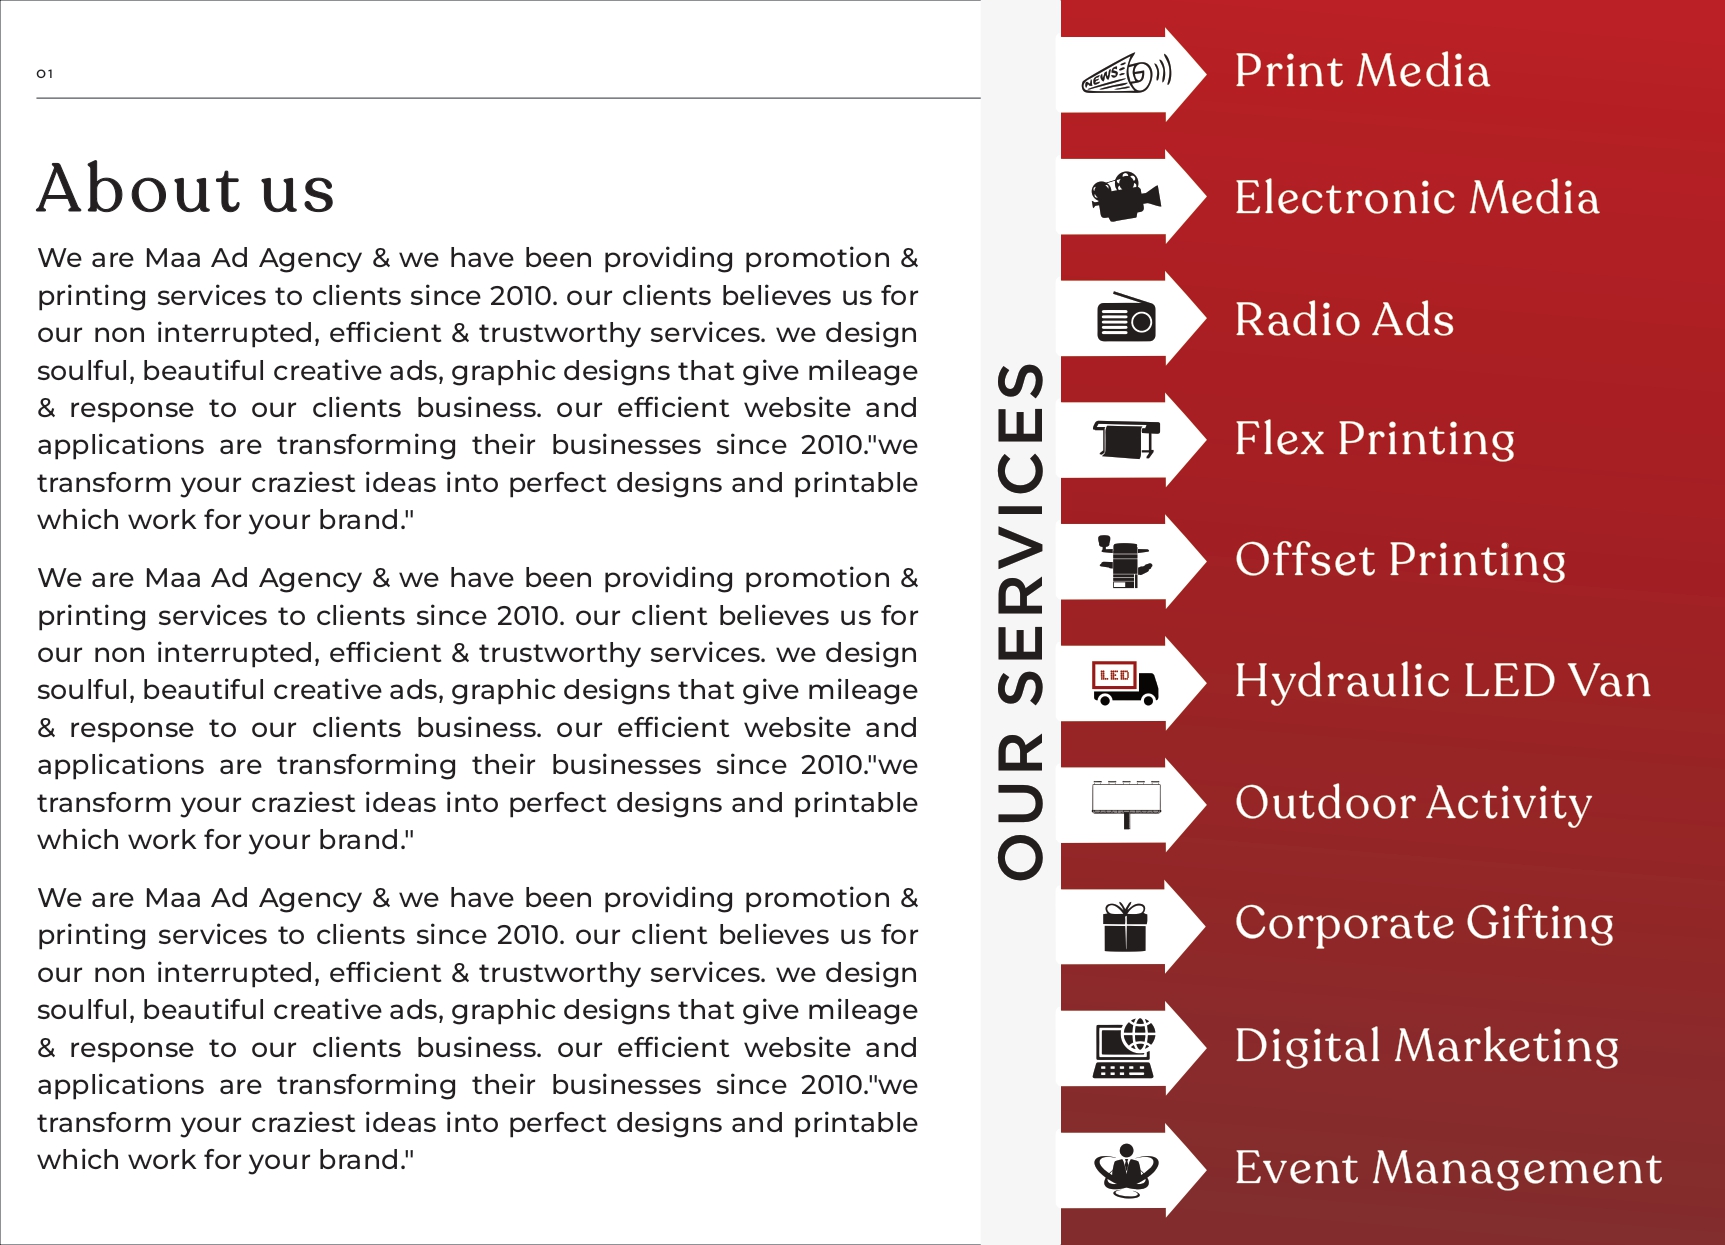 01
About us
We are Maa Ad Agency & we have been providing promotion &
printing services to clients since 2010. our clients believes us for
our non interrupted, efficient & trustworthy services. we design
soulful, beautiful creative ads, graphic designs that give mileage
& response to our clients business. our efficient website and
applications are transforming their businesses since 2010."we
transform your craziest ideas into perfect designs and printable
which work for your brand."
We are Maa Ad Agency & we have been providing promotion &
printing services to clients since 2010. our client believes us for
our non interrupted, efficient & trustworthy services. we design
soulful, beautiful creative ads, graphic designs that give mileage
& response to our clients business. our efficient website and
applications are transforming their businesses since 2010."we
transform your craziest ideas into perfect designs and printable
which work for your brand."
We are Maa Ad Agency & we have been providing promotion &
printing services to clients since 2010. our client believes us for
our non interrupted, efficient & trustworthy services. we design
soulful, beautiful creative ads, graphic designs that give mileage
& response to our clients business. our efficient website and
applications are transforming their businesses since 2010."we
transform your craziest ideas into perfect designs and printable
which work for your brand."
OUR SERVICES
NEWS
Print Media
Electronic Media
Radio Ads
Flex Printing
Offset Printing
LED
Hydraulic LED Van
Outdoor Activity
Corporate Gifting
Digital Marketing
Event Management